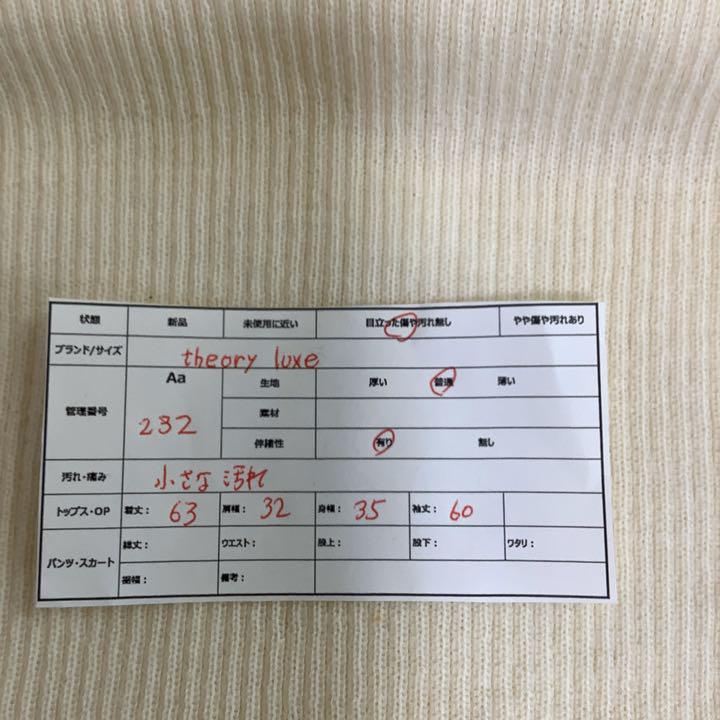 状態 新品 未使用に近い 目立った傷や汚れ無し やや傷や汚れあり
ブランド/サイズ theory luxe
管理番号 Aa 232 生地 厚い 普通 薄い
素材
伸縮性 有り 無し
汚れ・痛み 小さな汚れ
トップス・OP 着丈： 63 肩幅： 32 身幅： 35 袖丈： 60
パンツ・スカート 総丈： ウエスト： 股上： 股下： ワタリ：
裾幅： 備考：